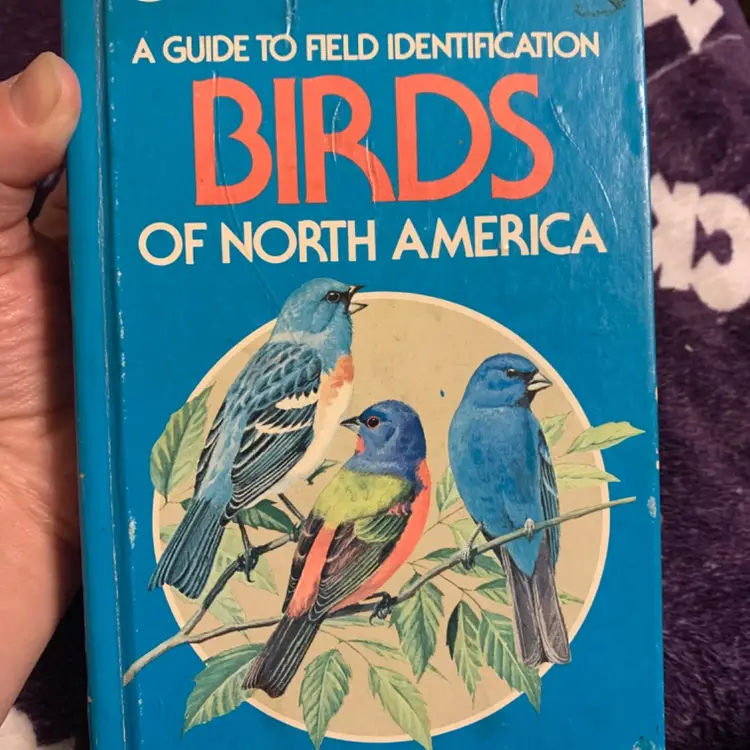 A GUIDE TO FIELD IDENTIFICATION
BIRDS
OF NORTH AMERICA